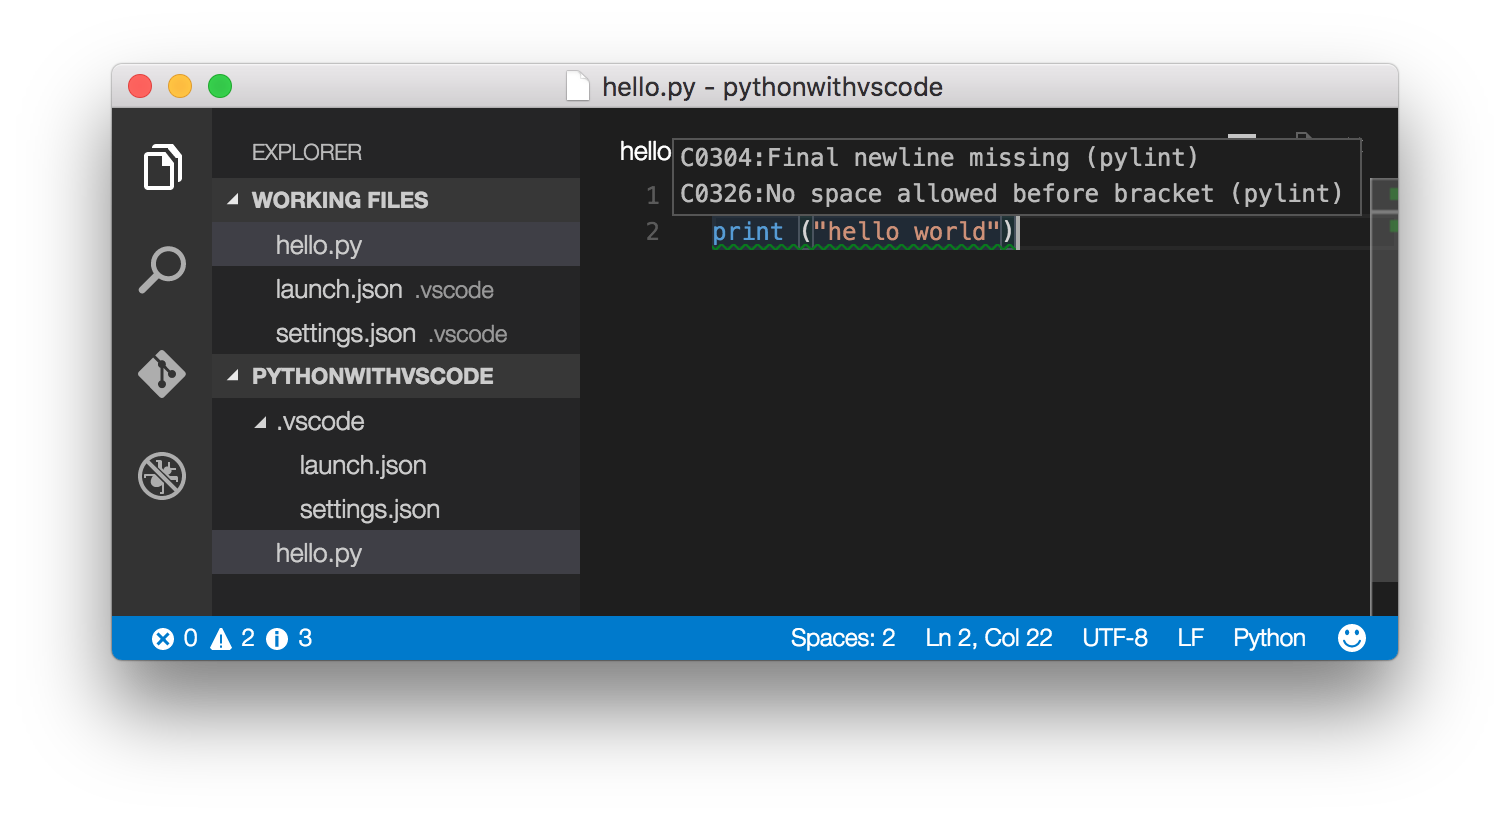 hello.py - pythonwithvscode
EXPLORER
WORKING FILES
hello.py
launch.json .vscode
settings.json .vscode
PYTHONWITHVSCODE
.vscode
launch.json
settings.json
hello.py
hello
C0304:Final newline missing (pylint)
C0326:No space allowed before bracket (pylint)
1
2 print ("hello world")
0 2 3
Spaces: 2 Ln 2, Col 22 UTF-8 LF Python